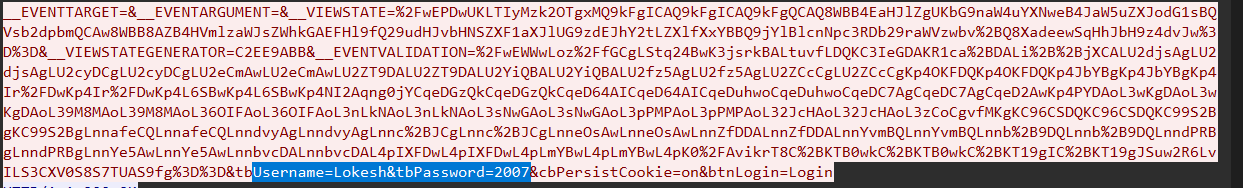 __EVENTTARGET=&__EVENTARGUMENT=&__VIEWSTATE=%2FwEPDwUKLTIyMzk2OTgxMQ9kFgICAQ9kFgICAQ9kFgQCAQ8WBB4EaHJlZgUKbG9naW4uYXNweB4JaW5uZXJodG1sBQ
Vsb2dpbmQCAw8WBB8AZB4HVmlzaWJsZWhkGAEFHl9fQ29udHJvbHNSZXF1aXJlUG9zdEJhY2tLZXlfXxYBBQ9jYlBlcnNpc3RDb29raWVzwbv%2BQ8XadeewSqHhJbH9z4dvJw%3
D%3D&__VIEWSTATEGENERATOR=C2EE9ABB&__EVENTVALIDATION=%2FwEWWwLoz%2FfGCgLStq24BwK3jsrkBALtuvfLDQKC3IeGDAKR1ca%2BDALi%2B%2BjXCALU2djsAgLU2
djsAgLU2cyDCgLU2cyDCgLU2eCmAwLU2eCmAwLU2ZT9DALU2ZT9DALU2YiQBALU2YiQBALU2fz5AgLU2fz5AgLU2ZCcCgLU2ZCcCgKp4OKFDQKp4OKFDQKp4JbYBgKp4JbYBgKp4
Ir%2FDwKp4Ir%2FDwKp4L6SBwKp4L6SBwKp4NI2Aqng0jYCqeDGzQkCqeDGzQkCqeD64AICqeD64AICqeDuhwoCqeDuhwoCqeDC7AgCqeDC7AgCqeD2AwKp4PYDAoL3wKgDAoL3w
KgDAoL39M8MAoL39M8MAoL36OIFAoL36OIFAoL3nLkNAoL3nLkNAoL3sNwGAoL3sNwGAoL3pPMPAoL3pPMPAoL32JcHAoL32JcHAoL3zCoCgvfMKgKC96CSDQKC96CSDQKC99S2B
gKC99S2BgLnnafeCQLnnafeCQLnndvyAgLnndvyAgLnnc%2BJCgLnnc%2BJCgLnneOsAwLnneOsAwLnnZfDDALnnZfDDALnnYvmBQLnnYvmBQLnnb%2B9DQLnnb%2B9DQLnndPRB
gLnndPRBgLnnYe5AwLnnYe5AwLnnbvcDALnnbvcDAL4pIXFDwL4pIXFDwL4pLmYBwL4pLmYBwL4pK0%2FAvikrT8C%2BKTB0wkC%2BKTB0wkC%2BKT19gIC%2BKT19gJSuw2R6Lv
ILS3CXV0S8S7TUAS9fg%3D%3D&tbUsername=Lokesh&tbPassword=2007&cbPersistCookie=on&btnLogin=Login